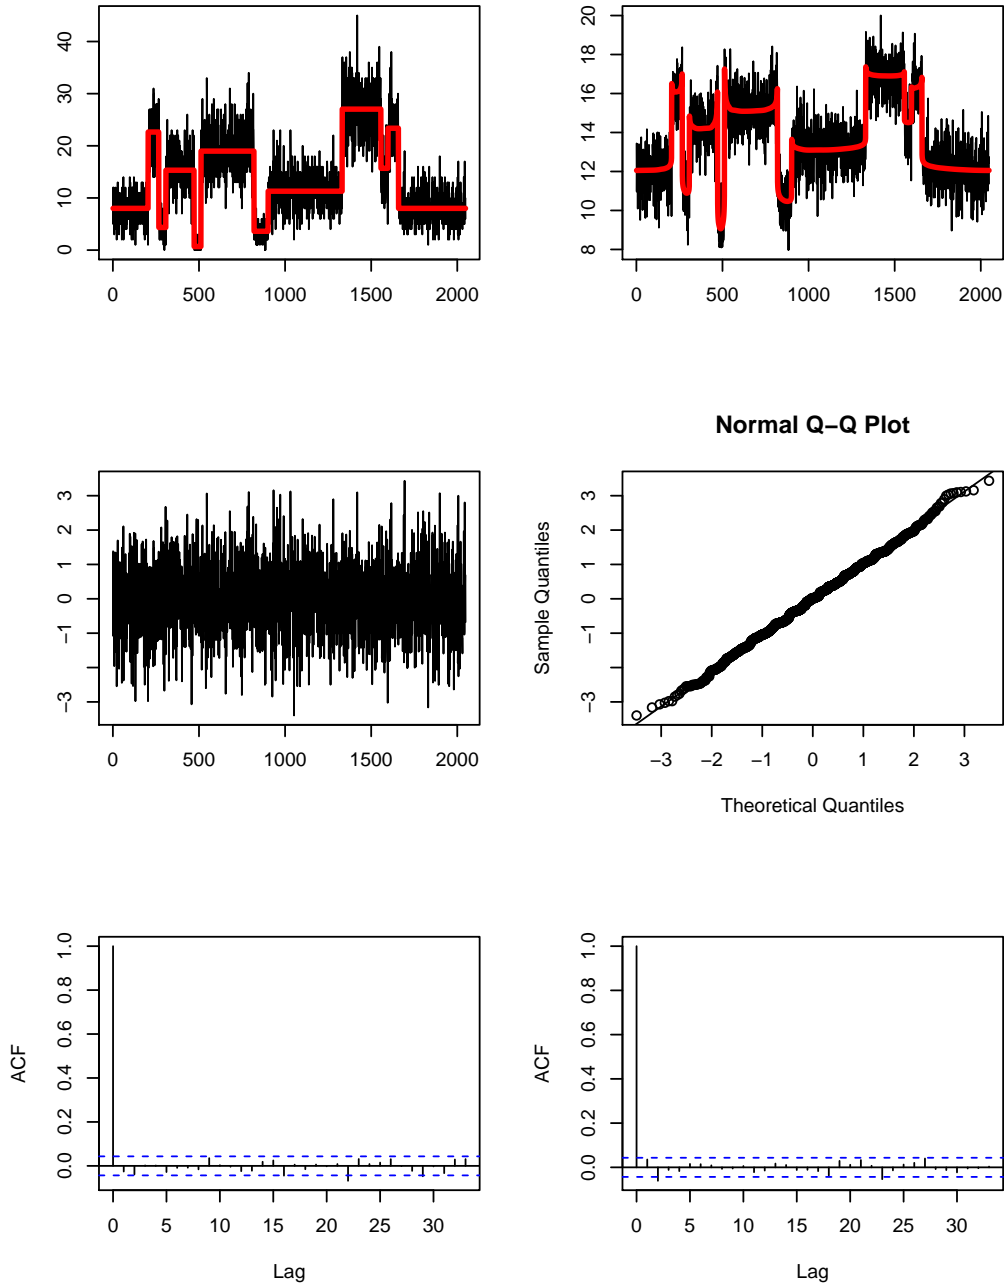 0 10 20 30 40
0 500 1000 1500 2000
8 10 12 14 16 18 20
0 500 1000 1500 2000
−3 −1 0 1 2 3
0 500 1000 1500 2000
Normal Q−Q Plot
Sample Quantiles
−3 −1 0 1 2 3
−3 −2 −1 0 1 2 3
Theoretical Quantiles
ACF
0.0 0.2 0.4 0.6 0.8 1.0
0 5 10 15 20 25 30
Lag
ACF
0.0 0.2 0.4 0.6 0.8 1.0
0 5 10 15 20 25 30
Lag